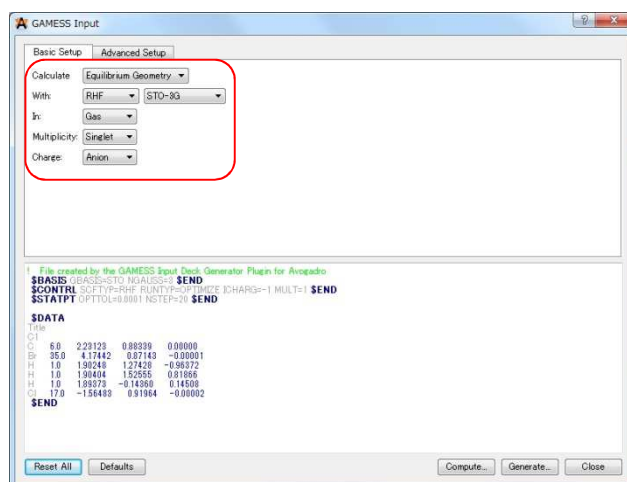 GAMESS Input
Basic Setup Advanced Setup
Calculate Equilibrium Geometry
With: RHF STO-3G
In: Gas
Multiplicity: Singlet
Charge: Anion
! File created by the GAMESS Input Deck Generator Plugin for Avogadro
$BASIS GBASIS=STO NGAUSS=3 $END
$CONTRL SCFTYP=RHF RUNTYP=OPTIMIZE ICHARG=-1 MULT=1 $END
$STATPT OPTTOL=0.0001 NSTEP=20 $END
$DATA
Title
C1
C 6.0 2.23123 0.88339 0.00000
Br 35.0 4.17442 0.87143 -0.00001
H 1.0 1.90248 1.27428 -0.96372
H 1.0 1.90404 1.52555 0.81866
H 1.0 1.89373 -0.14360 0.14508
Cl 17.0 -1.56483 0.91964 -0.00002
$END
Reset All Defaults Compute... Generate... Close